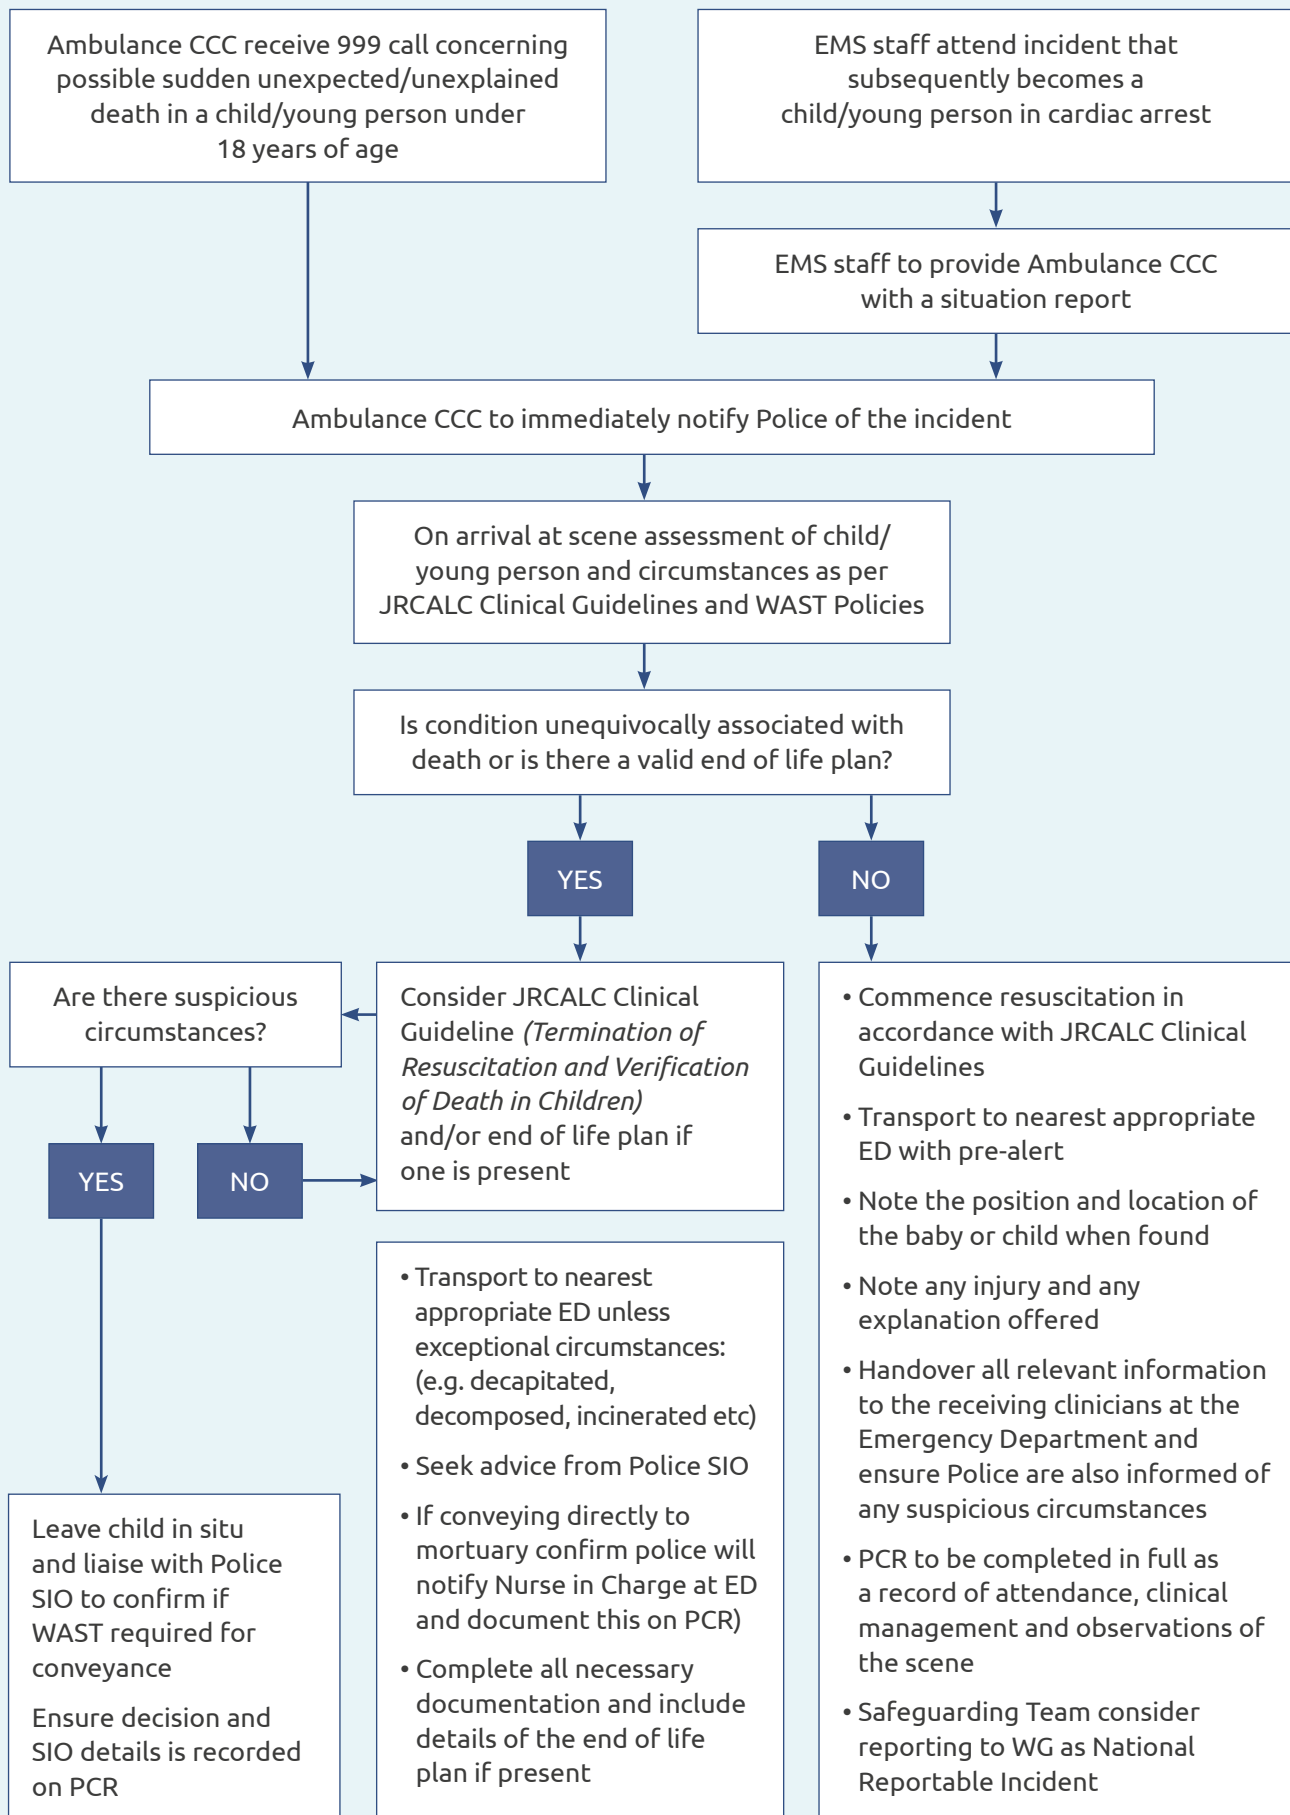 Ambulance CCC receive 999 call concerning
possible sudden unexpected/unexplained
death in a child/young person under
18 years of age
EMS staff attend incident that
subsequently becomes a
child/young person in cardiac arrest
EMS staff to provide Ambulance CCC
with a situation report
Ambulance CCC to immediately notify Police of the incident
On arrival at scene assessment of child/
young person and circumstances as per
JRCALC Clinical Guidelines and WAST Policies
Is condition unequivocally associated with
death or is there a valid end of life plan?
YES
NO
Are there suspicious
circumstances?
YES
NO
Consider JRCALC Clinical
Guideline (Termination of
Resuscitation and Verification
of Death in Children)
and/or end of life plan if
one is present
Leave child in situ
and liaise with Police
SIO to confirm if
WAST required for
conveyance
Ensure decision and
SIO details is recorded
on PCR
• Transport to nearest
appropriate ED unless
exceptional circumstances:
(e.g. decapitated,
decomposed, incinerated etc)
• Seek advice from Police SIO
• If conveying directly to
mortuary confirm police will
notify Nurse in Charge at ED
and document this on PCR)
• Complete all necessary
documentation and include
details of the end of life
plan if present
• Commence resuscitation in
accordance with JRCALC Clinical
Guidelines
• Transport to nearest appropriate
ED with pre-alert
• Note the position and location of
the baby or child when found
• Note any injury and any
explanation offered
• Handover all relevant information
to the receiving clinicians at the
Emergency Department and
ensure Police are also informed of
any suspicious circumstances
• PCR to be completed in full as
a record of attendance, clinical
management and observations of
the scene
• Safeguarding Team consider
reporting to WG as National
Reportable Incident